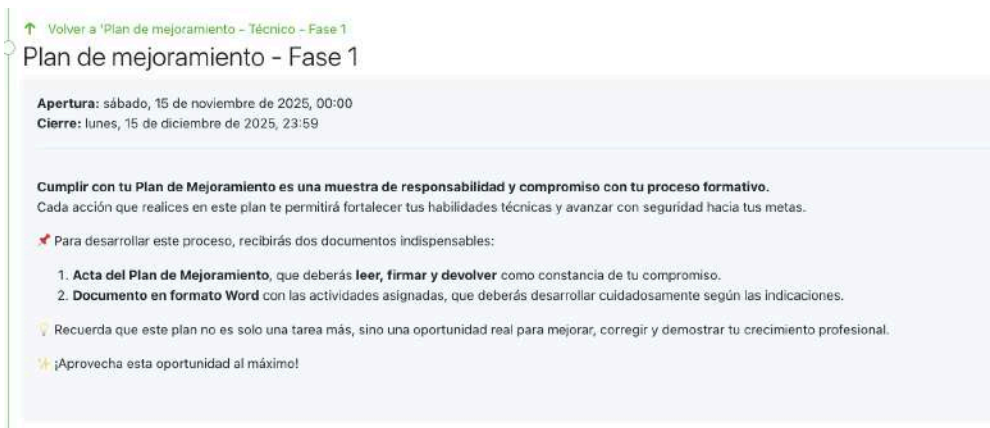 ↑ Volver a 'Plan de mejoramiento - Técnico - Fase 1
Plan de mejoramiento - Fase 1
Apertura: sábado, 15 de noviembre de 2025, 00:00
Cierre: lunes, 15 de diciembre de 2025, 23:59
Cumplir con tu Plan de Mejoramiento es una muestra de responsabilidad y compromiso con tu proceso formativo.
Cada acción que realices en este plan te permitirá fortalecer tus habilidades técnicas y avanzar con seguridad hacia tus metas.
📌 Para desarrollar este proceso, recibirás dos documentos indispensables:
1. Acta del Plan de Mejoramiento, que deberás leer, firmar y devolver como constancia de tu compromiso.
2. Documento en formato Word con las actividades asignadas, que deberás desarrollar cuidadosamente según las indicaciones.
💡 Recuerda que este plan no es solo una tarea más, sino una oportunidad real para mejorar, corregir y demostrar tu crecimiento profesional.
✨ ¡Aprovecha esta oportunidad al máximo!